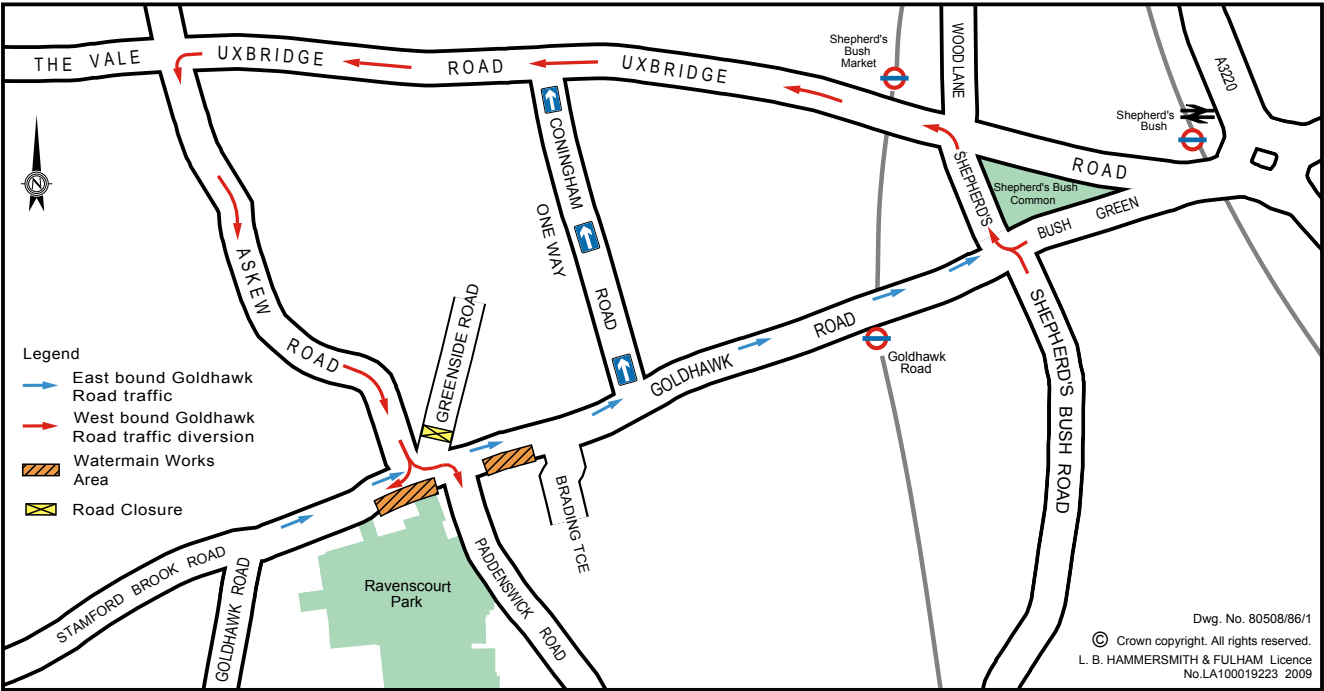 THE VALE
UXBRIDGE
ROAD
UXBRIDGE
Shepherd's
Bush
Market
WOOD LANE
A3220
Shepherd's
Bush
ROAD
SHEPHERD'S
Shepherd's Bush
Common
BUSH GREEN
N
CONINGHAM
ROAD
ONE WAY
ASKEW
ROAD
GREENSIDE ROAD
GOLDHAWK
ROAD
Goldhawk
Road
SHEPHERD'S BUSH ROAD
BRADING TCE
PADDENSWICK ROAD
STAMFORD BROOK ROAD
GOLDHAWK ROAD
Ravenscourt
Park
Legend
East bound Goldhawk
Road traffic
West bound Goldhawk
Road traffic diversion
Watermain Works
Area
Road Closure
Dwg. No. 80508/86/1
© Crown copyright. All rights reserved.
L. B. HAMMERSMITH & FULHAM Licence
No.LA100019223 2009